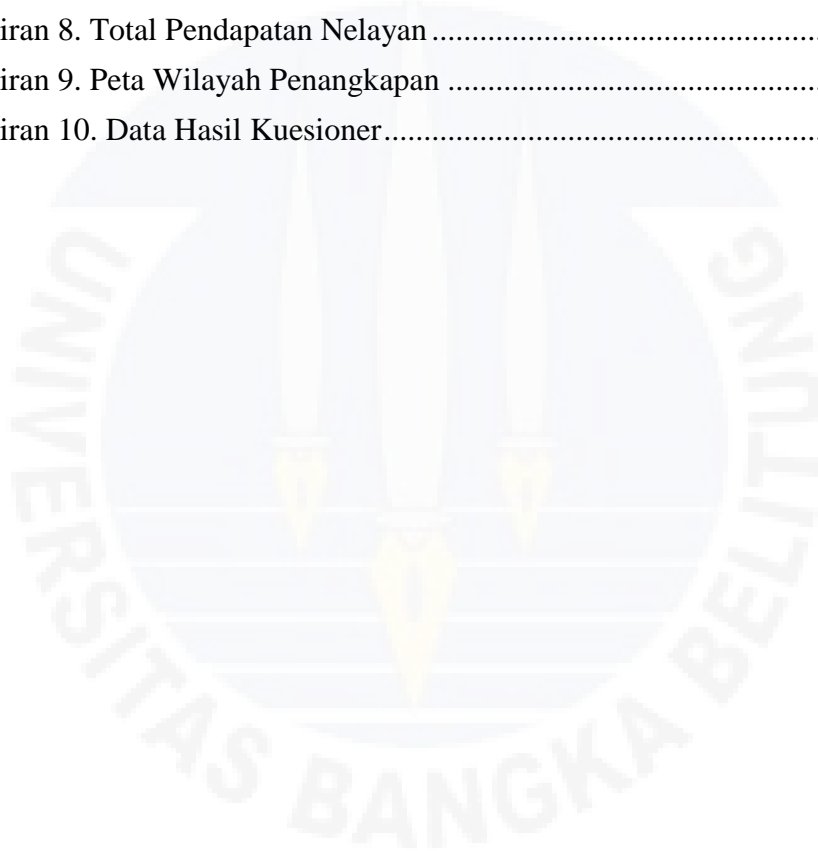 iran 8. Total Pendapatan Nelayan................................................
iran 9. Peta Wilayah Penangkapan ..............................................
iran 10. Data Hasil Kuesioner......................................................
UNIVERSITAS BANGKA BELITUNG